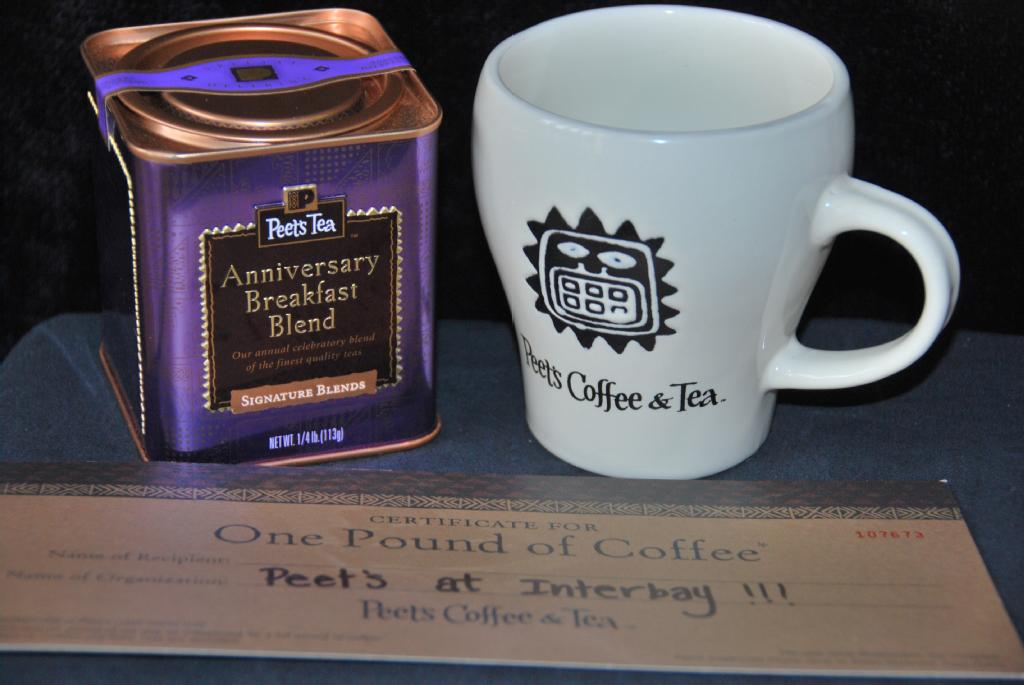 Peet's Tea
Anniversary
Breakfast
Blend
Our annual celebratory blend
of the finest quality teas
SIGNATURE BLENDS
NET WT. 1/4 lb. (113g)
Peet's Coffee & Tea
CERTIFICATE FOR
One Pound of Coffee*
107673
Name of Recipient:
Name of Organization: Peet's at Interbay !!!
Peet's Coffee & Tea